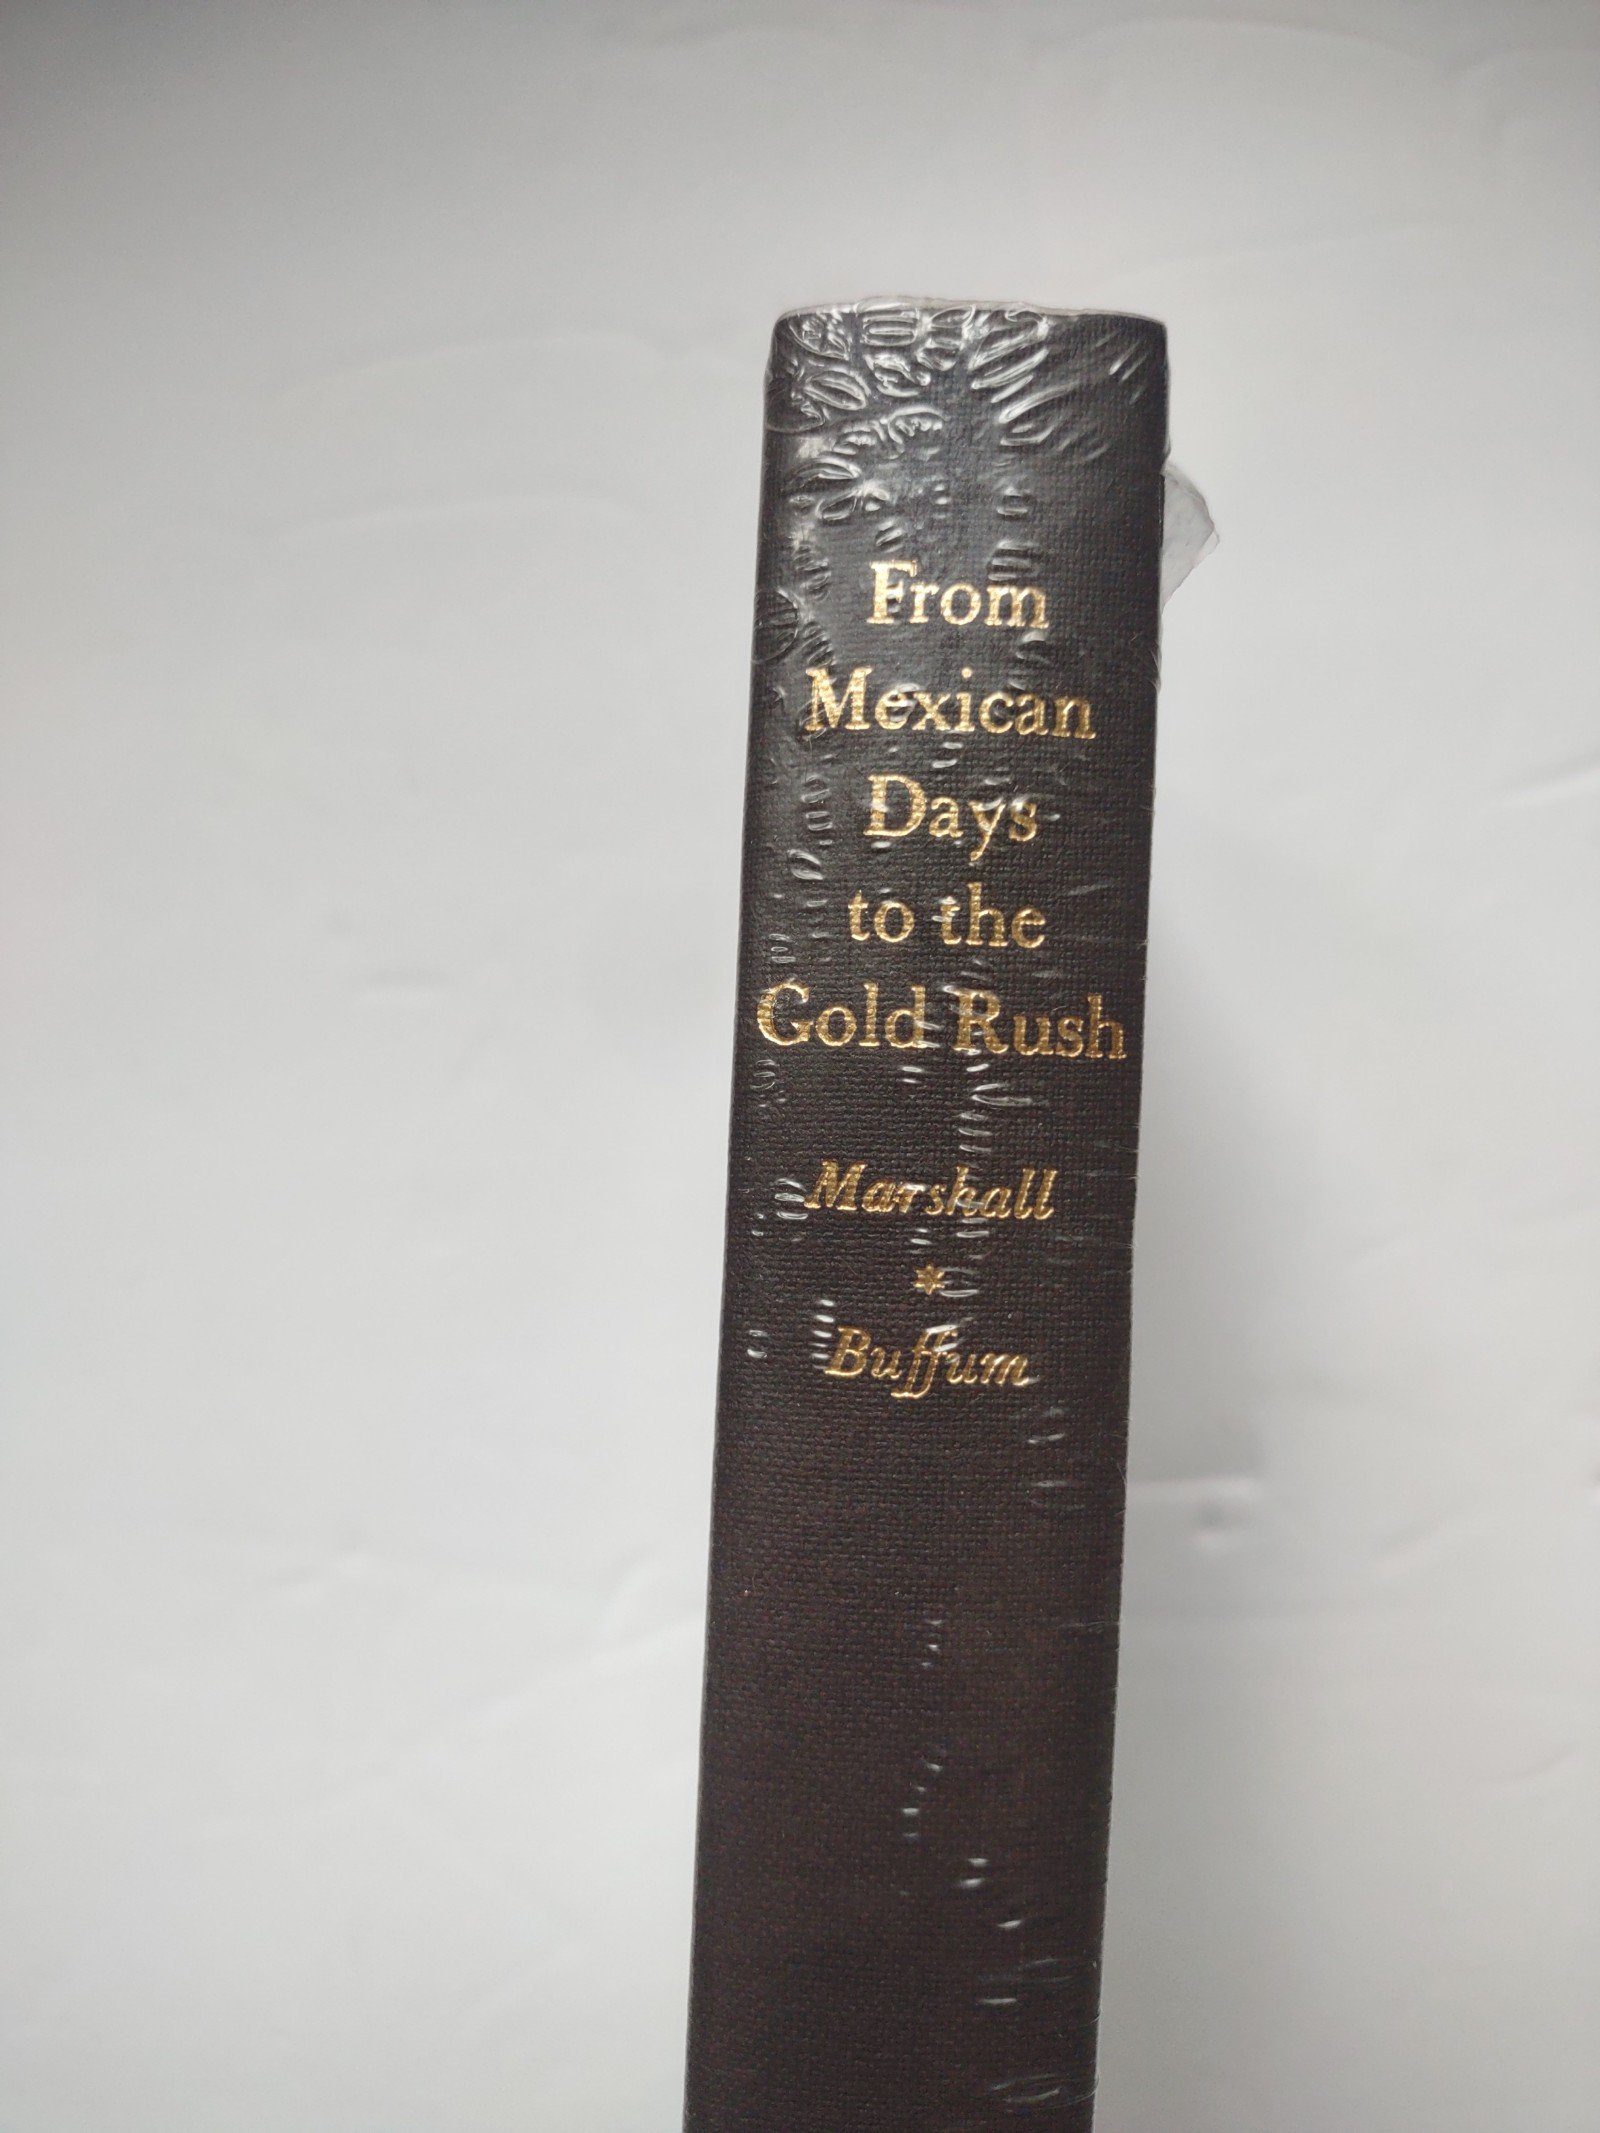 From
Mexican
Days
to the
Gold Rush
Marshall
*
Buffum